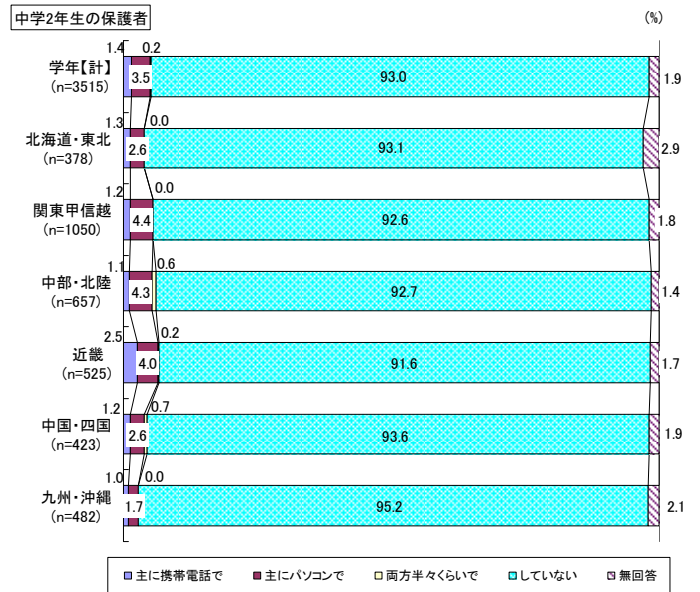 中学2年生の保護者
(%)
1.4 0.2
学年【計】
(n=3515)
3.5 93.0 1.9
1.3 0.0
北海道・東北
(n=378)
2.6 93.1 2.9
1.2 0.0
関東甲信越
(n=1050)
4.4 92.6 1.8
1.1 0.6
中部・北陸
(n=657)
4.3 92.7 1.4
2.5 0.2
近畿
(n=525)
4.0 91.6 1.7
1.2 0.7
中国・四国
(n=423)
2.6 93.6 1.9
1.0 0.0
九州・沖縄
(n=482)
1.7 95.2 2.1
主に携帯電話で 主にパソコンで 両方半々くらいで していない 無回答